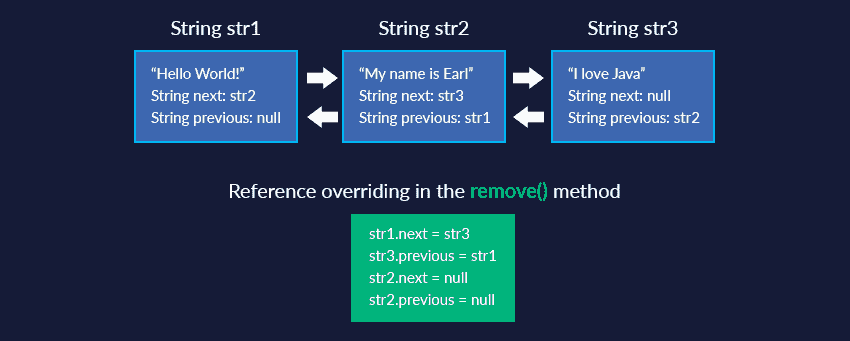 String str1
String str2
String str3
“Hello World!”
String next: str2
String previous: null
“My name is Earl”
String next: str3
String previous: str1
“I love Java”
String next: null
String previous: str2
Reference overriding in the remove() method
str1.next = str3
str3.previous = str1
str2.next = null
str2.previous = null